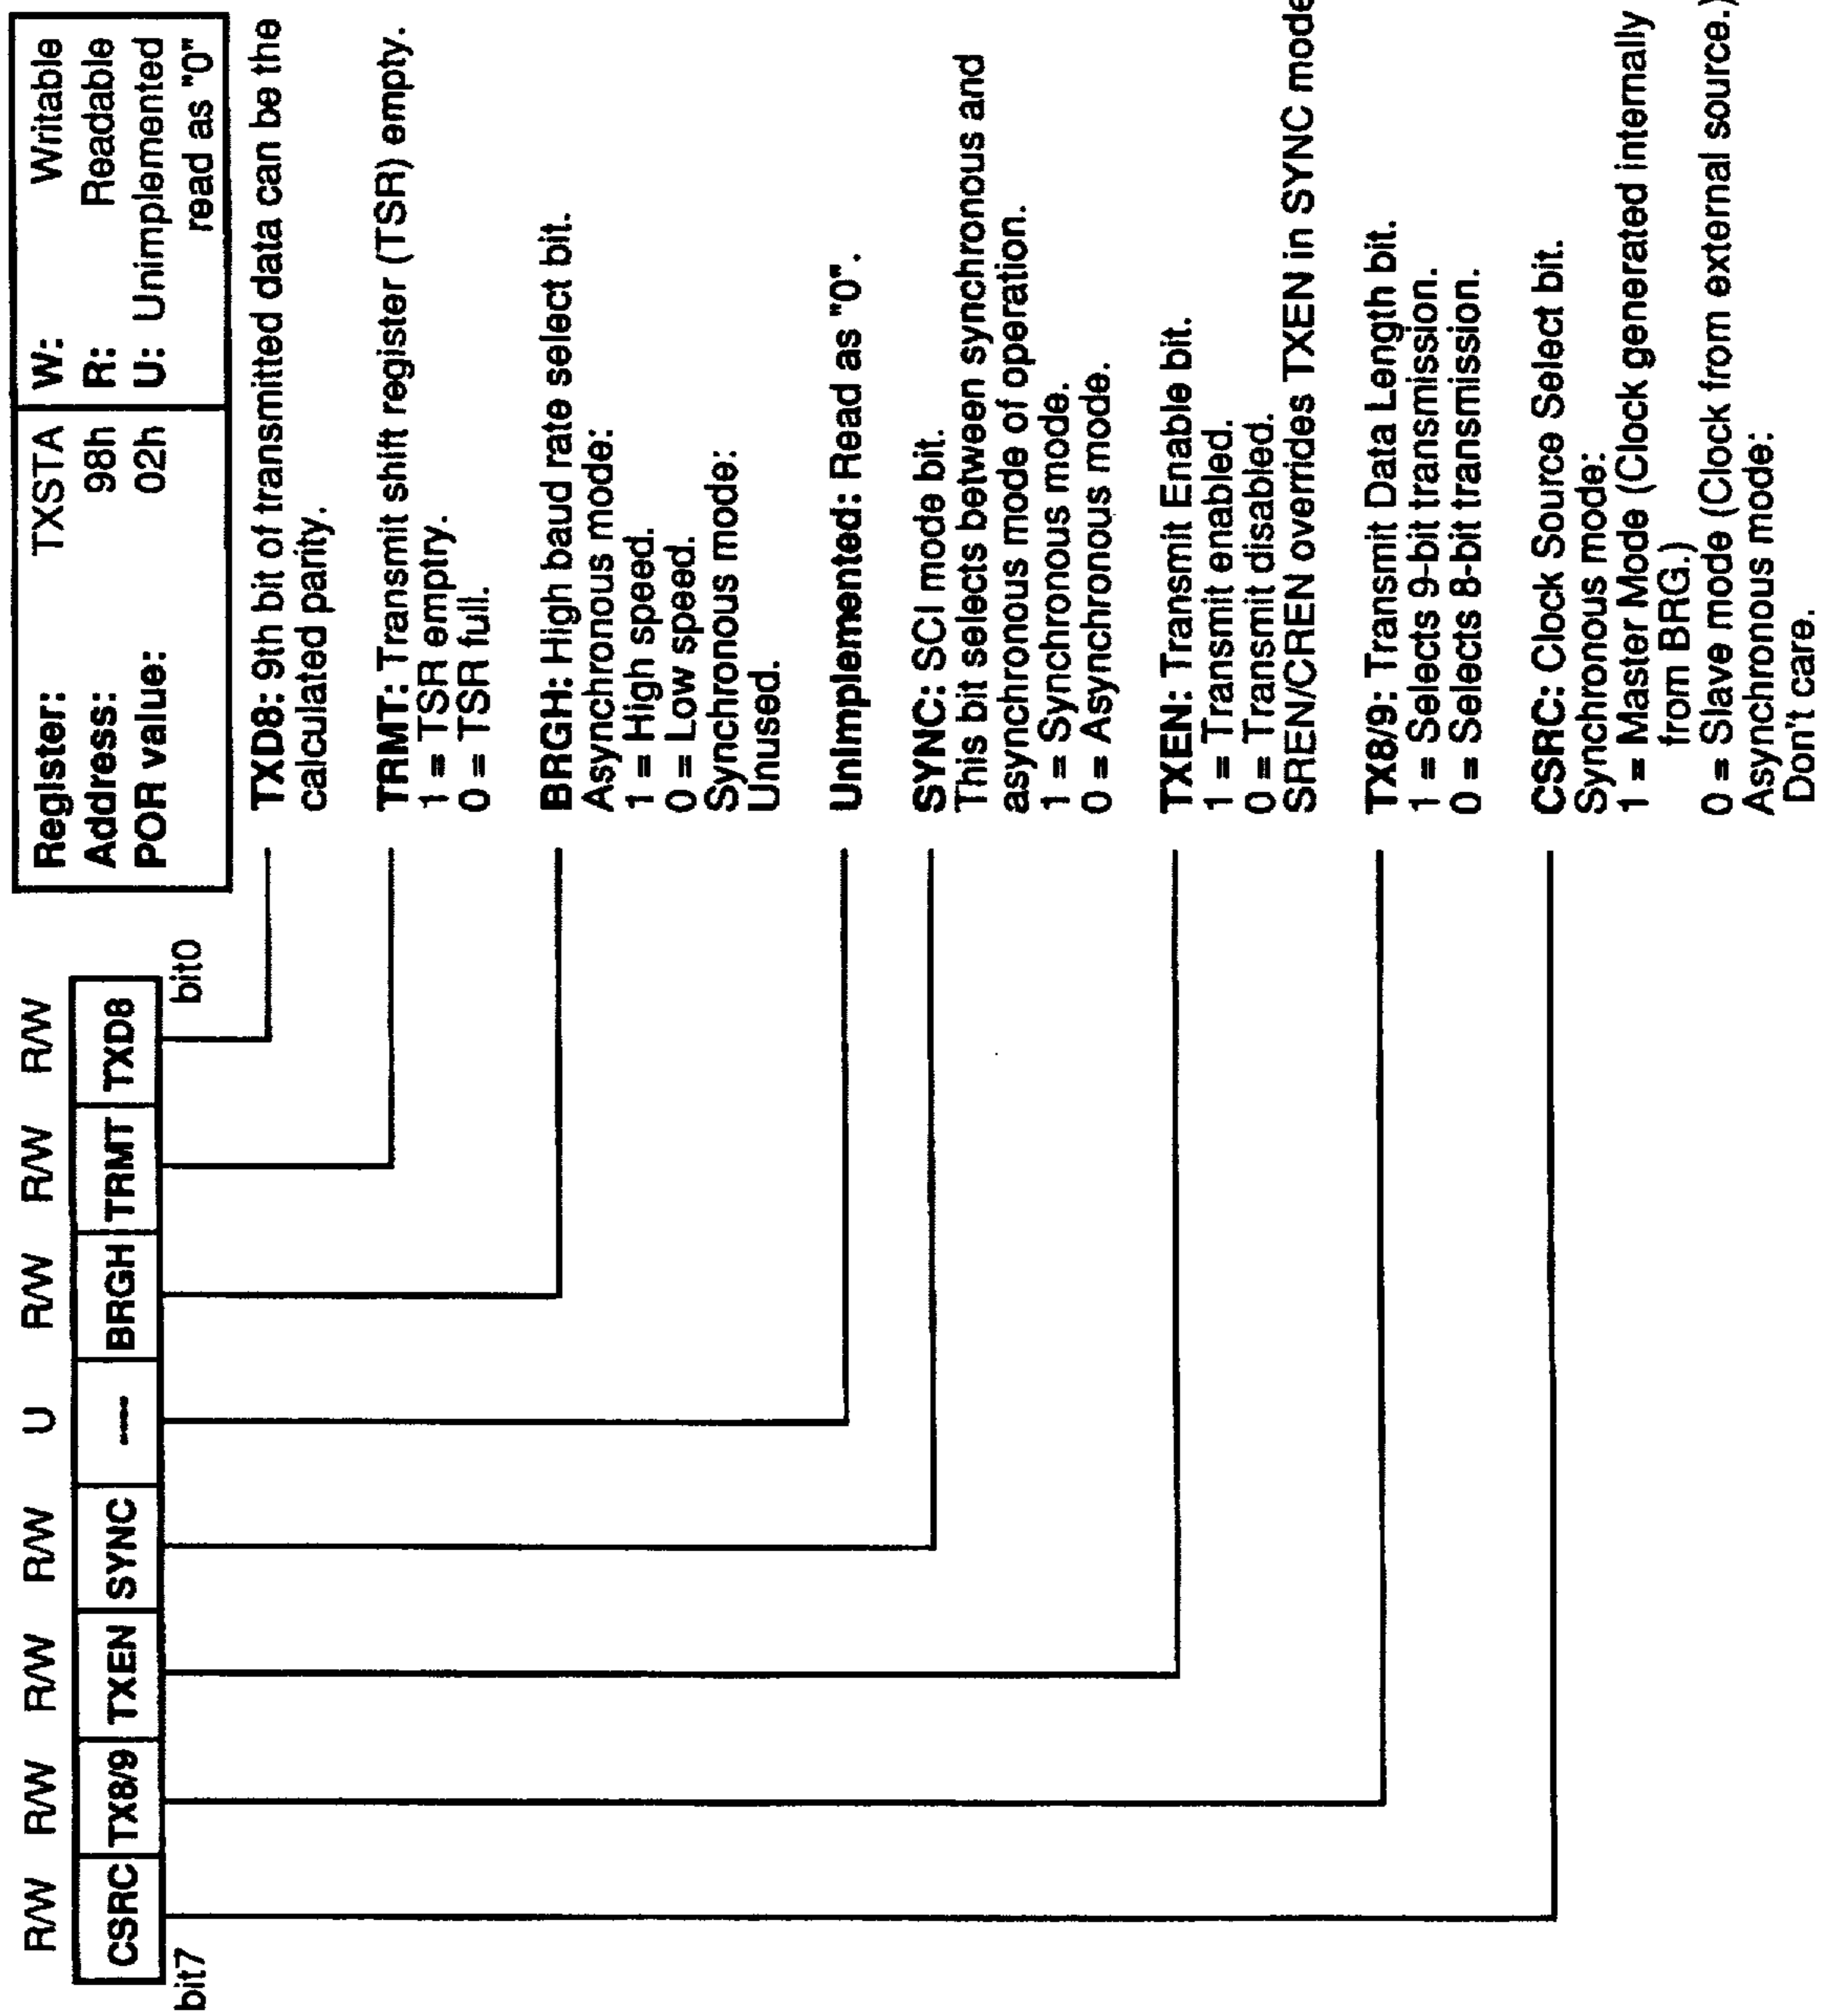 R/W R/W R/W R/W U R/W R/W R/W
CSRC TX8/9 TXEN SYNC — BRGH TRMT TXD8
bit7 bit0
Register: TXSTA W: Writable
Address: 98h R: Readable
POR value: 02h U: Unimplemented
read as "0"
TXD8: 9th bit of transmitted data can be the
calculated parity.
TRMT: Transmit shift register (TSR) empty.
1 = TSR emptry.
0 = TSR full.
BRGH: High baud rate select bit.
Asynchronous mode:
1 = High speed.
0 = Low speed.
Synchronous mode:
Unused.
Unimplemented: Read as "0".
SYNC: SCI mode bit.
This bit selects between synchronous and
asynchronous mode of operation.
1 = Synchronous mode.
0 = Asynchronous mode.
TXEN: Transmit Enable bit.
1 = Transmit enabled.
0 = Transmit disabled.
SREN/CREN overrides TXEN in SYNC mode
TX8/9: Transmit Data Length bit.
1 = Selects 9-bit transmission.
0 = Selects 8-bit transmission.
CSRC: Clock Source Select bit.
Synchronous mode:
1 = Master Mode (Clock generated internally
from BRG.)
0 = Slave mode (Clock from external source.)
Asynchronous mode:
Don't care.